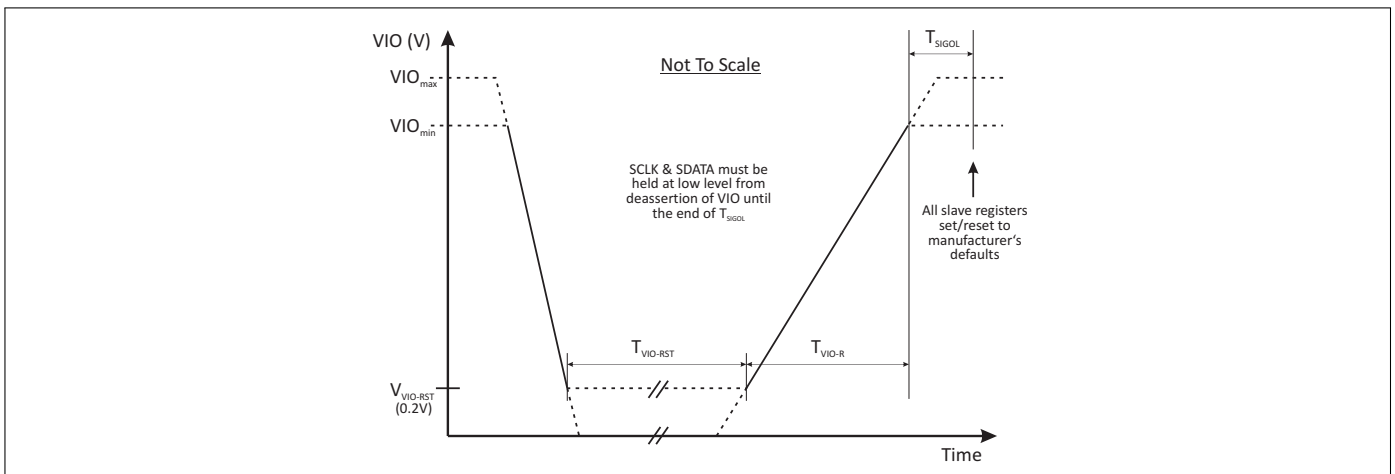 VIO (V)
T_SIGOL
Not To Scale
VIO_max
VIO_min
SCLK & SDATA must be
held at low level from
deassertion of VIO until
the end of T_SIGOL
All slave registers
set/reset to
manufacturer‘s
defaults
T_VIO-RST
T_VIO-R
V_VIO-RST
(0.2V)
Time